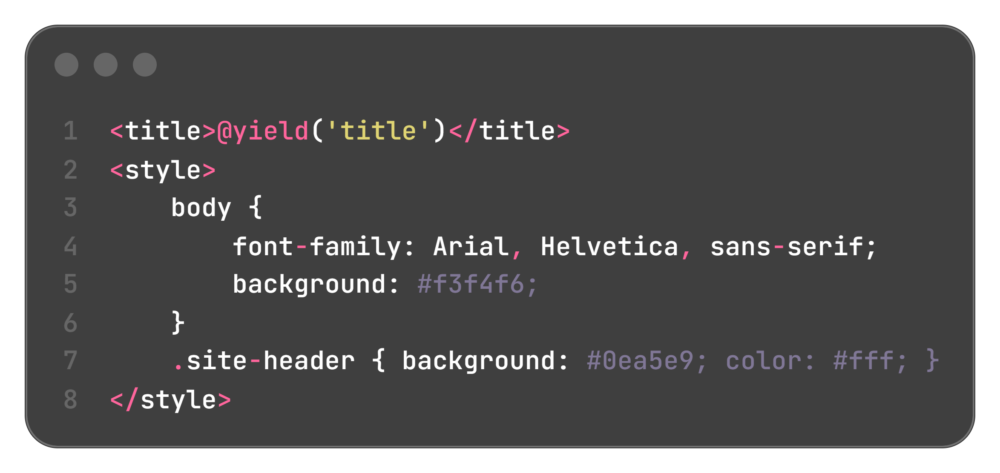 1 <title>@yield('title')</title>
2 <style>
3     body {
4         font-family: Arial, Helvetica, sans-serif;
5         background: #f3f4f6;
6     }
7     .site-header { background: #0ea5e9; color: #fff; }
8 </style>